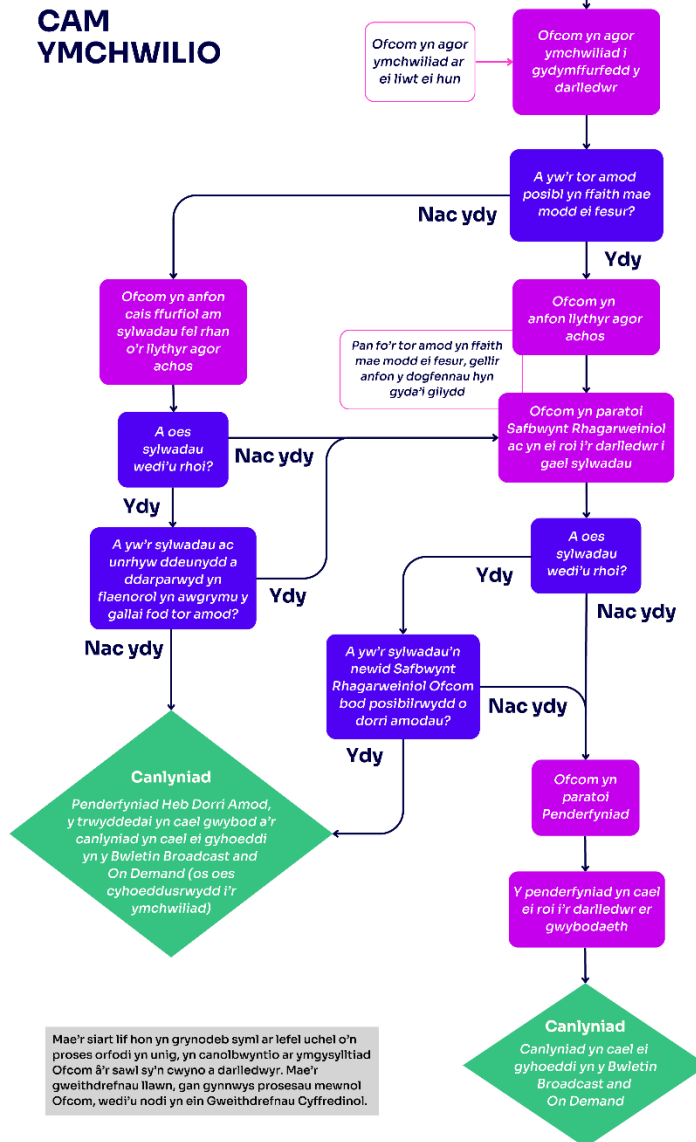 CAM
YMCHWILIO
Ofcom yn agor
ymchwiliad ar
ei liwt ei hun
Ofcom yn agor
ymchwiliad i
gydymffurfedd y
darlledwr
A yw'r tor amod
posibl yn ffaith
mae modd ei fesur?
Nac ydy
Ydy
Ofcom yn anfon
cais ffurfiol am
sylwadau fel rhan
o'r llythyr agor
achos
Ofcom yn
anfon llythyr agor
achos
Pan fo'r tor amod yn ffaith
mae modd ei fesur, gellir
anfon y dogfennau hyn
gyda'i gilydd
Ofcom yn paratoi
Safbwynt Rhagarweiniol
ac yn ei roi i'r darlledwr i
gael sylwadau
A oes
sylwadau
wedi'u rhoi?
Nac ydy
Ydy
A yw'r sylwadau ac
unrhyw ddeunydd a
ddarparwyd yn
flaenorol yn awgrymu y
gallai fod tor amod?
Ydy
Nac ydy
A oes
sylwadau
wedi'u rhoi?
Ydy
Nac ydy
A yw'r sylwadau'n
newid Safbwynt
Rhagarweiniol Ofcom
bod posibilrwydd o
dorri amodau?
Nac ydy
Ydy
Canlyniad
Penderfyniad Heb Dorri Amod,
y trwyddedai yn cael gwybod a'r
canlyniad yn cael ei gyhoeddi
yn y Bwletin Broadcast and
On Demand (os oes
cyhoeddusrwydd i'r
ymchwiliad)
Ofcom yn
paratoi
Penderfyniad
Y penderfyniad yn cael
ei roi i'r darlledwr er
gwybodaeth
Canlyniad
Canlyniad yn cael ei
gyhoeddi yn y Bwletin
Broadcast and
On Demand
Mae'r siart lif hon yn grynodeb syml ar lefel uchel o'n
proses orfodi yn unig, yn canolbwyntio ar ymgysylltiad
Ofcom â'r sawl sy'n cwyno a darlledwyr. Mae'r
gweithdrefnau llawn, gan gynnwys prosesau mewnol
Ofcom, wedi'u nodi yn ein Gweithdrefnau Cyffredinol.